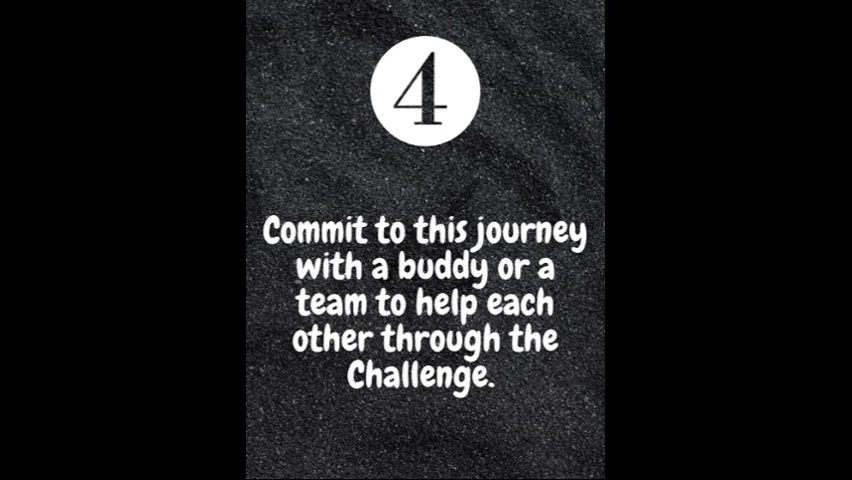 4
Commit to this journey
with a buddy or a
team to help each
other through the
Challenge.